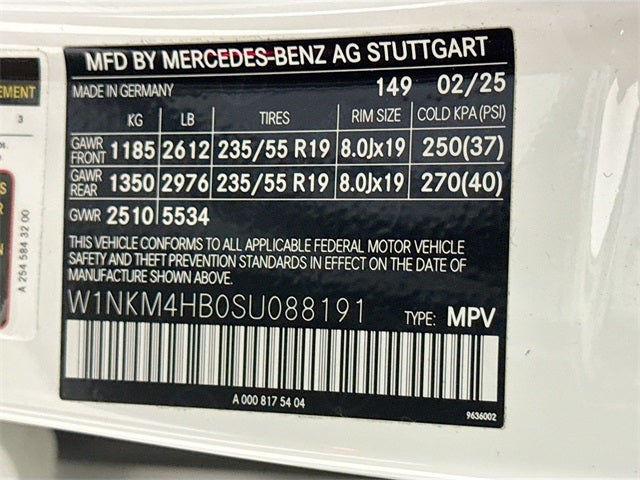 MFD BY MERCEDES-BENZ AG STUTTGART
MADE IN GERMANY 149 02/25
KG LB TIRES RIM SIZE COLD KPA (PSI)
GAWR FRONT 1185 2612 235/55 R19 8.0Jx19 250(37)
GAWR REAR 1350 2976 235/55 R19 8.0Jx19 270(40)
GVWR 2510 5534
THIS VEHICLE CONFORMS TO ALL APPLICABLE FEDERAL MOTOR VEHICLE
SAFETY AND THEFT PREVENTION STANDARDS IN EFFECT ON THE DATE OF
MANUFACTURE SHOWN ABOVE.
W1NKM4HB0SU088191 TYPE: MPV
A 000 817 54 04
9636002
EMENT
3
A 254 584 32 00